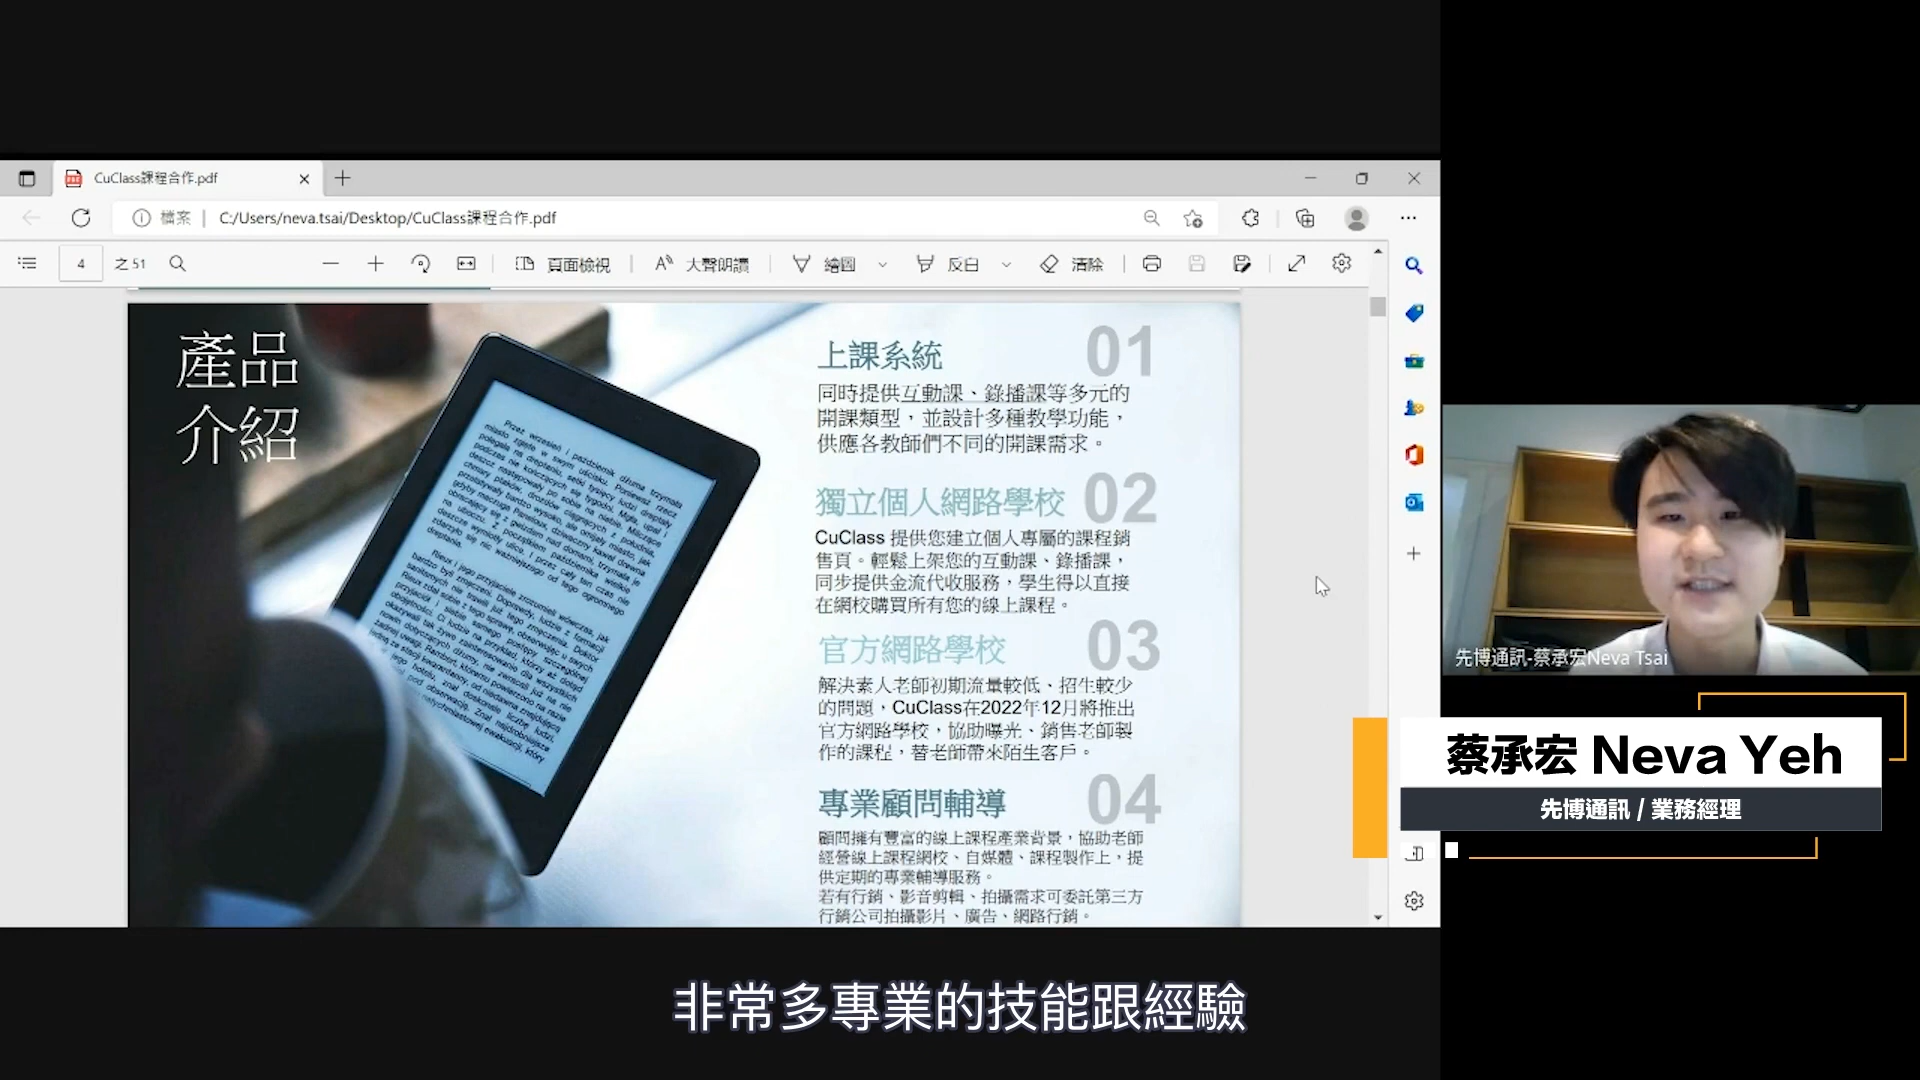 CuClass課程合作.pdf
檔案 | C:/Users/neva.tsai/Desktop/CuClass課程合作.pdf
4 之 51 頁面檢視 大聲朗讀 繪圖 反白 清除
產品
介紹
上課系統 01
同時提供互動課、錄播課等多元的
開課類型，並設計多種教學功能，
供應各教師們不同的開課需求。
獨立個人網路學校 02
CuClass 提供您建立個人專屬的課程銷
售頁。輕鬆上架您的互動課、錄播課，
同步提供金流代收服務，學生得以直接
在網校購買所有您的線上課程。
官方網路學校 03
解決素人老師初期流量較低、招生較少
的問題，CuClass在2022年12月將推出
官方網路學校，協助曝光、銷售老師製
作的課程，替老師帶來陌生客戶。
專業顧問輔導 04
顧問擁有豐富的線上課程產業背景，協助老師
經營線上課程網校、自媒體、課程製作上，提
供定期的專業輔導服務。
若有行銷、影音剪輯、拍攝需求可委託第三方
行銷公司拍攝影片、廣告、網路行銷。
先博通訊-蔡承宏Neva Tsai
蔡承宏 Neva Yeh
先博通訊 / 業務經理
非常多專業的技能跟經驗